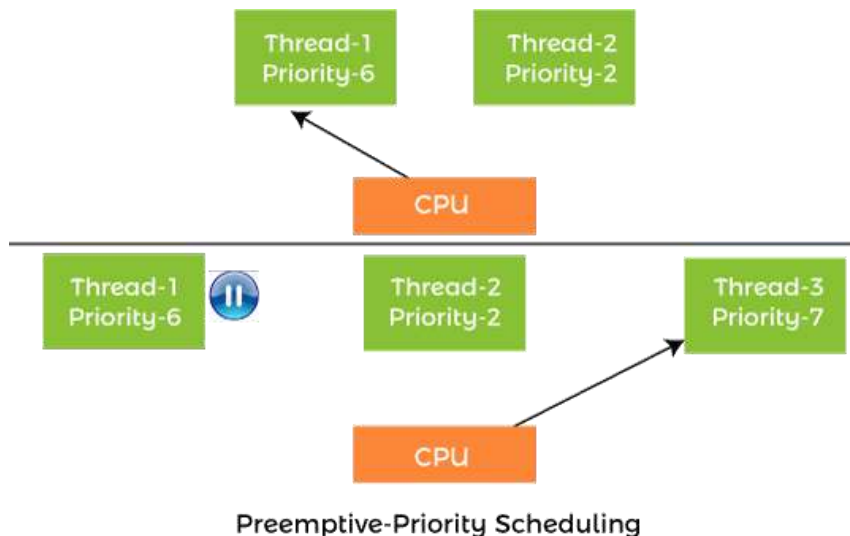 Thread-1
Priority-6
Thread-2
Priority-2
CPU
Thread-1
Priority-6
Thread-2
Priority-2
Thread-3
Priority-7
CPU
Preemptive-Priority Scheduling